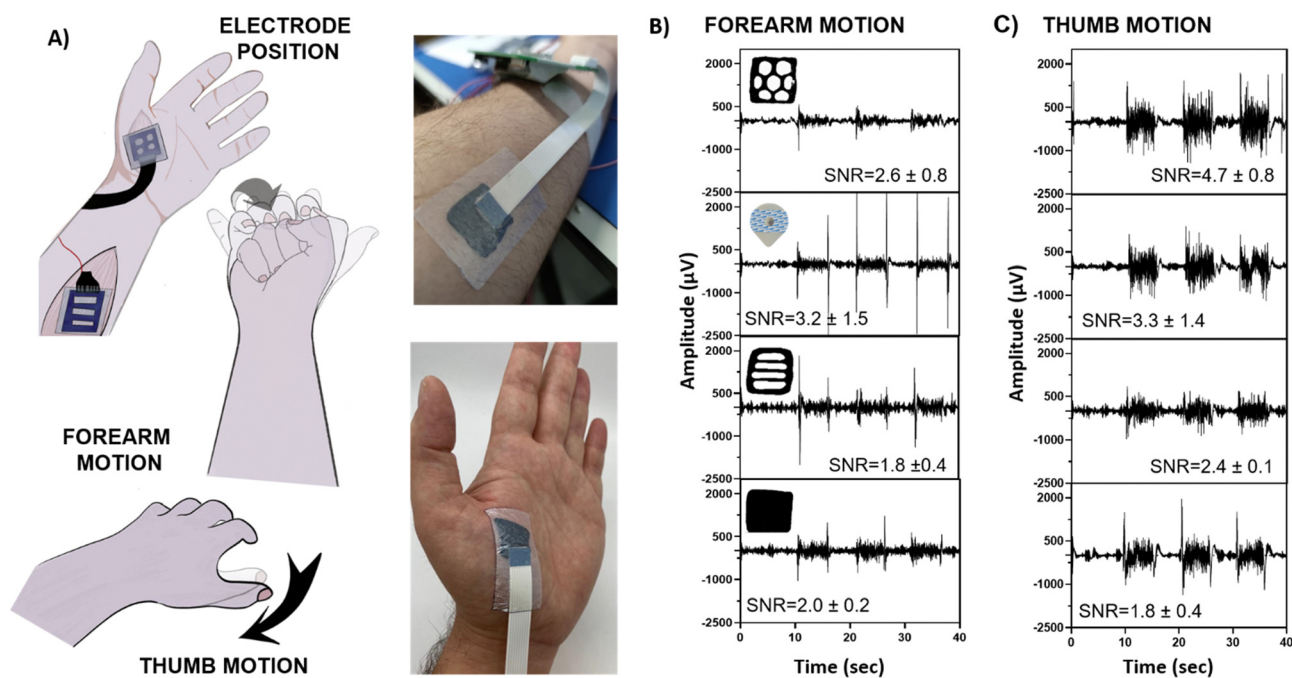 A)
ELECTRODE
POSITION
FOREARM
MOTION
THUMB MOTION
B) FOREARM MOTION
Amplitude (µV)
2000
500
-1000
-2500
SNR=2.6 ± 0.8
2000
500
-1000
-2500
SNR=3.2 ± 1.5
2000
500
-1000
-2500
SNR=1.8 ±0.4
2000
500
-1000
-2500
SNR=2.0 ± 0.2
0 10 20 30 40
Time (sec)
C) THUMB MOTION
Amplitude (µV)
2000
500
-1000
-2500
SNR=4.7 ± 0.8
2000
500
-1000
-2500
SNR=3.3 ± 1.4
2000
500
-1000
-2500
SNR=2.4 ± 0.1
2000
500
-1000
-2500
SNR=1.8 ± 0.4
0 10 20 30 40
Time (sec)